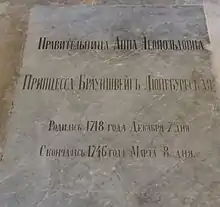 Правительница Анна Леопольдовна
Принцесса Брауншвейгъ Люнебургская
Родилась 1718 года Декабря 7 дня
Скончалась 1746 года Марта 8 дня.